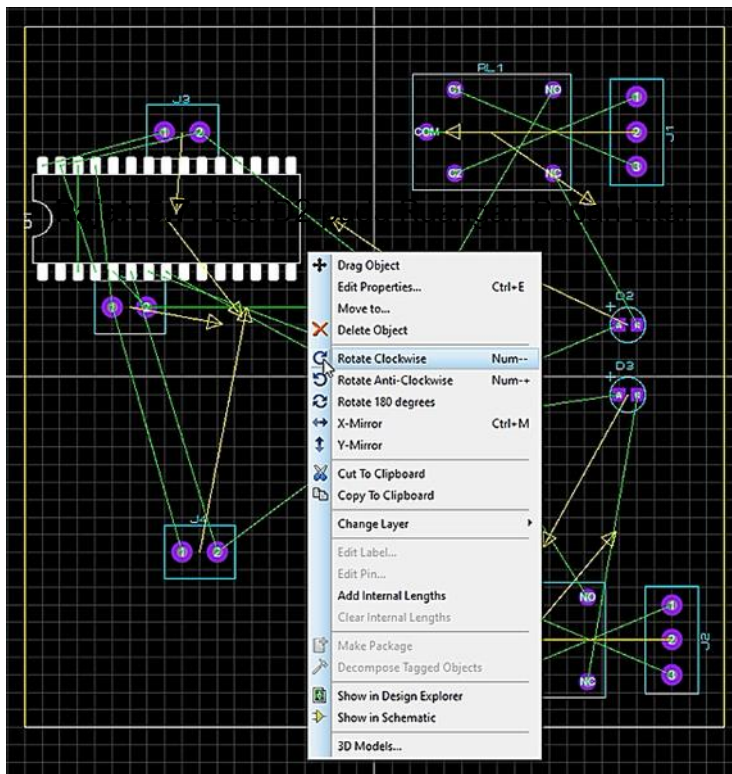 RL1
J3
C1 NO
1
1 2
COM
2
J1
C2 NC
3
U1
Drag Object
Edit Properties... Ctrl+E
Move to...
Delete Object
Rotate Clockwise Num--
Rotate Anti-Clockwise Num-+
Rotate 180 degrees
X-Mirror Ctrl+M
Y-Mirror
Cut To Clipboard
Copy To Clipboard
Change Layer
Edit Label...
Edit Pin...
Add Internal Lengths
Clear Internal Lengths
Make Package
Decompose Tagged Objects
Show in Design Explorer
Show in Schematic
3D Models...
1 2
D2
+
A K
D3
+
A K
J4
1 2
NO
1
2
J2
NC
3